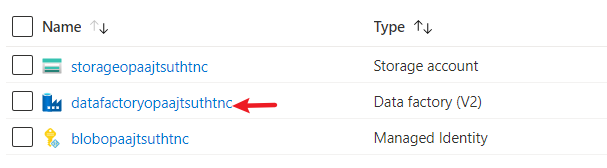 Name ↑↓ Type ↑↓
storageopaajtsuthtnc Storage account
datafactoryopaajtsuthtnc Data factory (V2)
blobopaajtsuthtnc Managed Identity